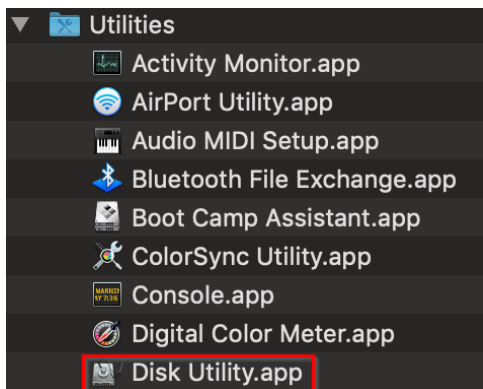 Utilities
Activity Monitor.app
AirPort Utility.app
Audio MIDI Setup.app
Bluetooth File Exchange.app
Boot Camp Assistant.app
ColorSync Utility.app
Console.app
Digital Color Meter.app
Disk Utility.app